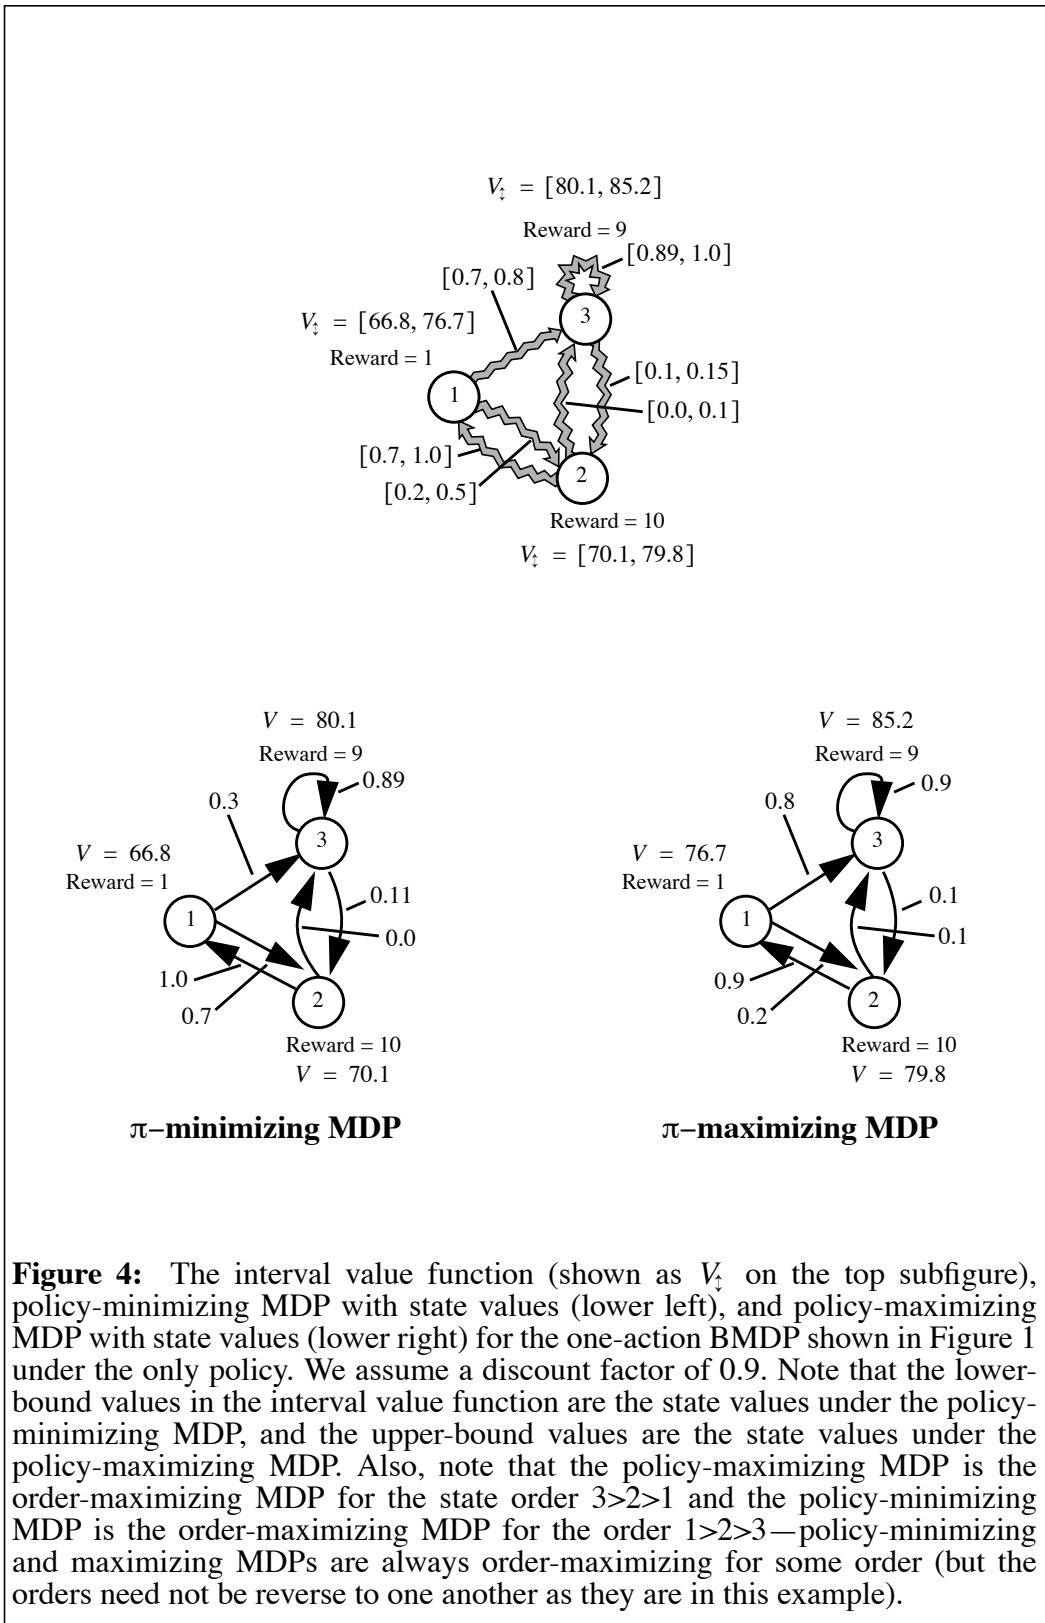 V↕ = [80.1, 85.2]
Reward = 9
[0.89, 1.0]
[0.7, 0.8]
3
V↕ = [66.8, 76.7]
Reward = 1
[0.1, 0.15]
1
[0.0, 0.1]
[0.7, 1.0]
2
[0.2, 0.5]
Reward = 10
V↕ = [70.1, 79.8]
V = 80.1
Reward = 9
0.89
0.3
3
V = 66.8
Reward = 1
0.11
1
0.0
1.0
2
0.7
Reward = 10
V = 70.1
π–minimizing MDP
V = 85.2
Reward = 9
0.9
0.8
3
V = 76.7
Reward = 1
0.1
1
0.1
0.9
2
0.2
Reward = 10
V = 79.8
π–maximizing MDP
Figure 4: The interval value function (shown as V↕ on the top subfigure),
policy-minimizing MDP with state values (lower left), and policy-maximizing
MDP with state values (lower right) for the one-action BMDP shown in Figure 1
under the only policy. We assume a discount factor of 0.9. Note that the lower-
bound values in the interval value function are the state values under the policy-
minimizing MDP, and the upper-bound values are the state values under the
policy-maximizing MDP. Also, note that the policy-maximizing MDP is the
order-maximizing MDP for the state order 3>2>1 and the policy-minimizing
MDP is the order-maximizing MDP for the order 1>2>3—policy-minimizing
and maximizing MDPs are always order-maximizing for some order (but the
orders need not be reverse to one another as they are in this example).